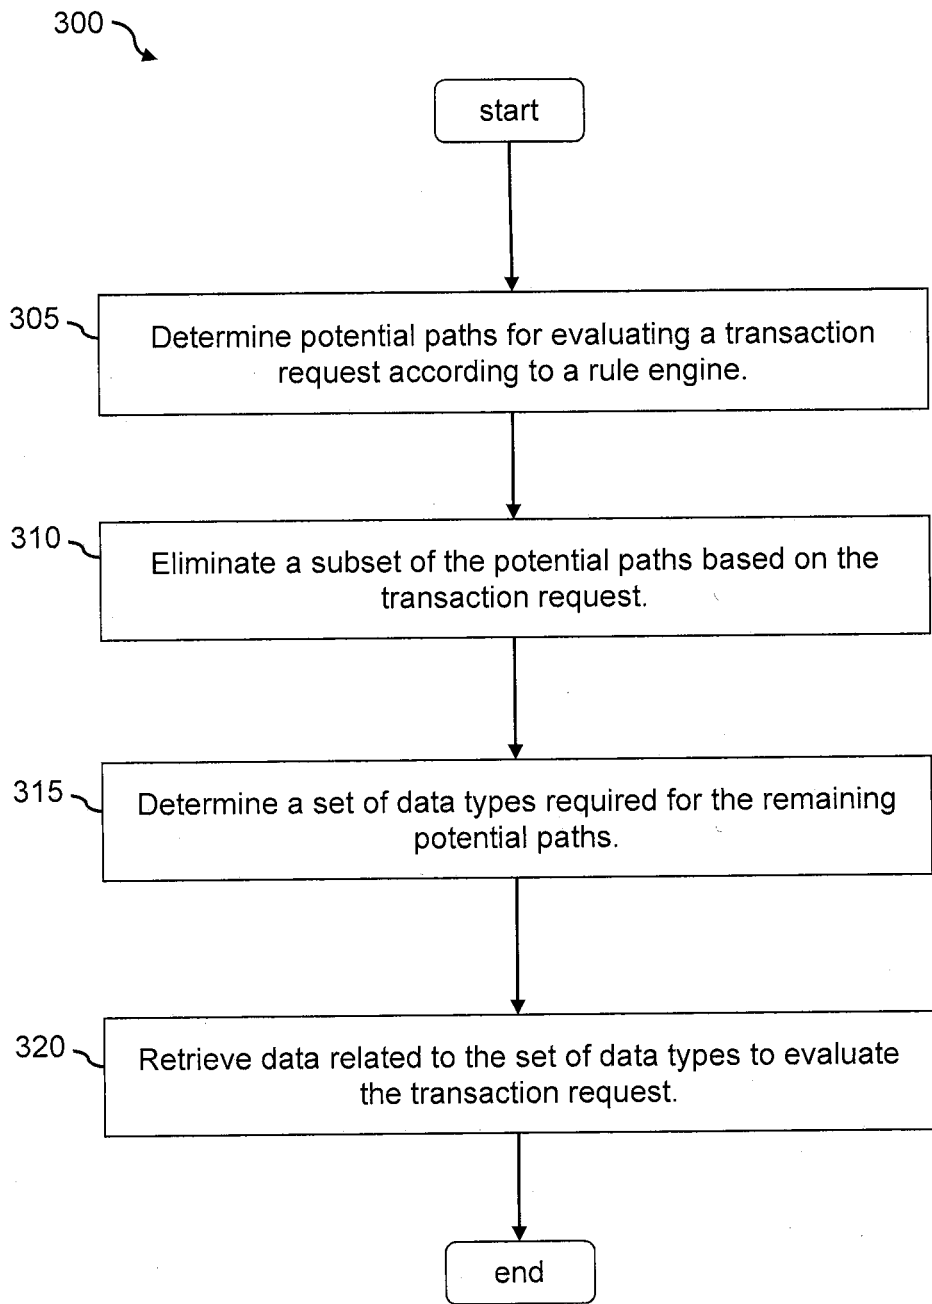 300
start
305
Determine potential paths for evaluating a transaction
request according to a rule engine.
310
Eliminate a subset of the potential paths based on the
transaction request.
315
Determine a set of data types required for the remaining
potential paths.
320
Retrieve data related to the set of data types to evaluate
the transaction request.
end